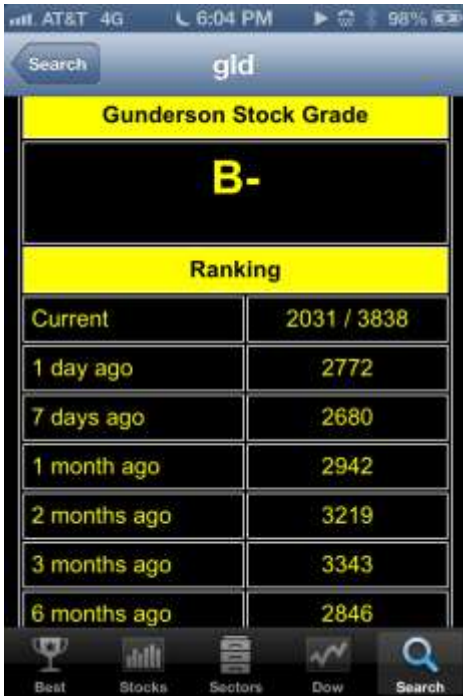 AT&T 4G 6:04 PM 98%
Search gld
Gunderson Stock Grade
B-
Ranking
Current 2031 / 3838
1 day ago 2772
7 days ago 2680
1 month ago 2942
2 months ago 3219
3 months ago 3343
6 months ago 2846
Best Stocks Sectors Dow Search